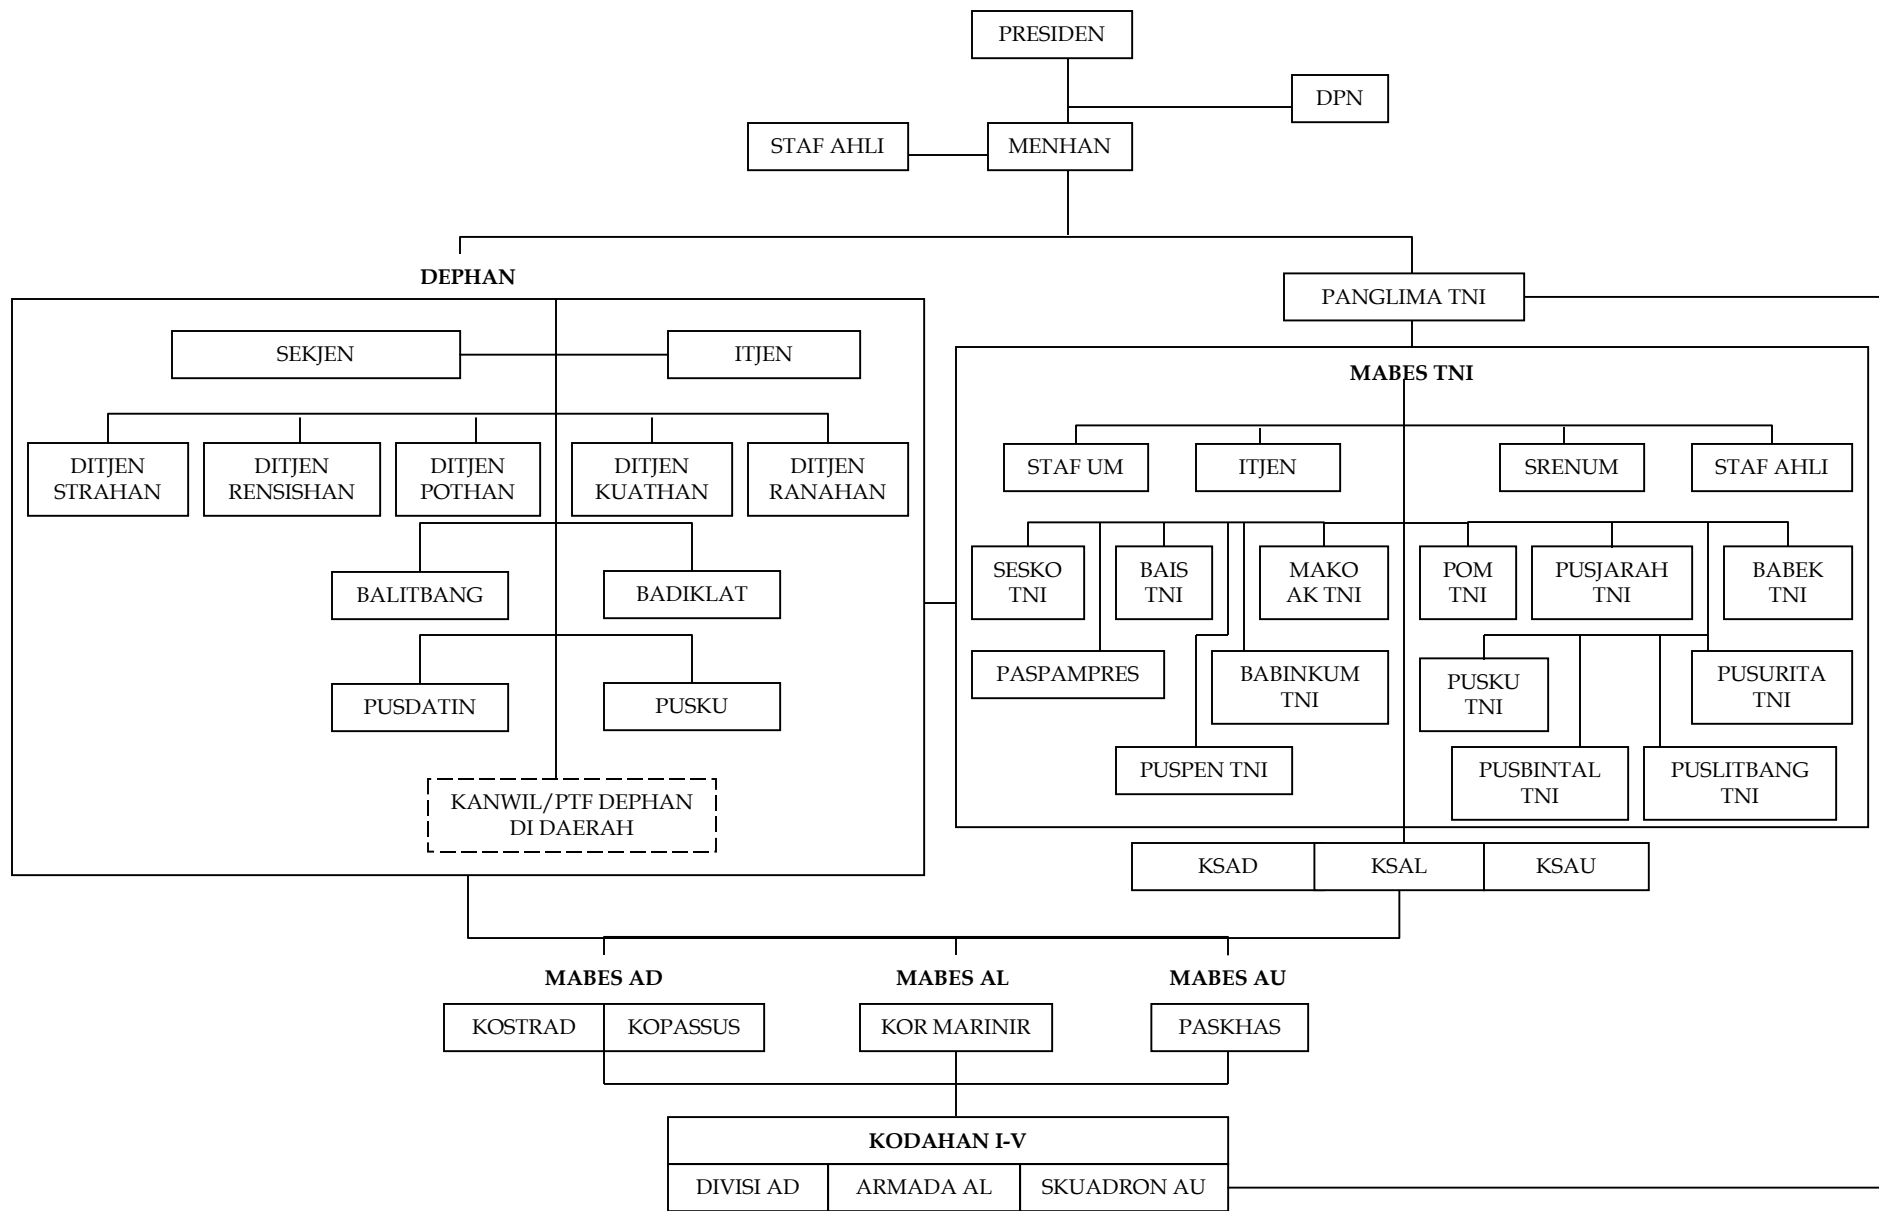 PRESIDEN
DPN
STAF AHLI
MENHAN
DEPHAN
PANGLIMA TNI
SEKJEN
ITJEN
DITJEN
STRAHAN
DITJEN
RENSISHAN
DITJEN
POTHAN
DITJEN
KUATHAN
DITJEN
RANAHAN
BALITBANG
BADIKLAT
PUSDATIN
PUSKU
KANWIL/PTF DEPHAN
DI DAERAH
MABES TNI
STAF UM
ITJEN
SRENUM
STAF AHLI
SESKO
TNI
BAIS
TNI
MAKO
AK TNI
POM
TNI
PUSJARAH
TNI
BABEK
TNI
PASPAMPRES
BABINKUM
TNI
PUSKU
TNI
PUSURITA
TNI
PUSPEN TNI
PUSBINTAL
TNI
PUSLITBANG
TNI
KSAD
KSAL
KSAU
MABES AD
MABES AL
MABES AU
KOSTRAD
KOPASSUS
KOR MARINIR
PASKHAS
KODAHAN I-V
DIVISI AD
ARMADA AL
SKUADRON AU